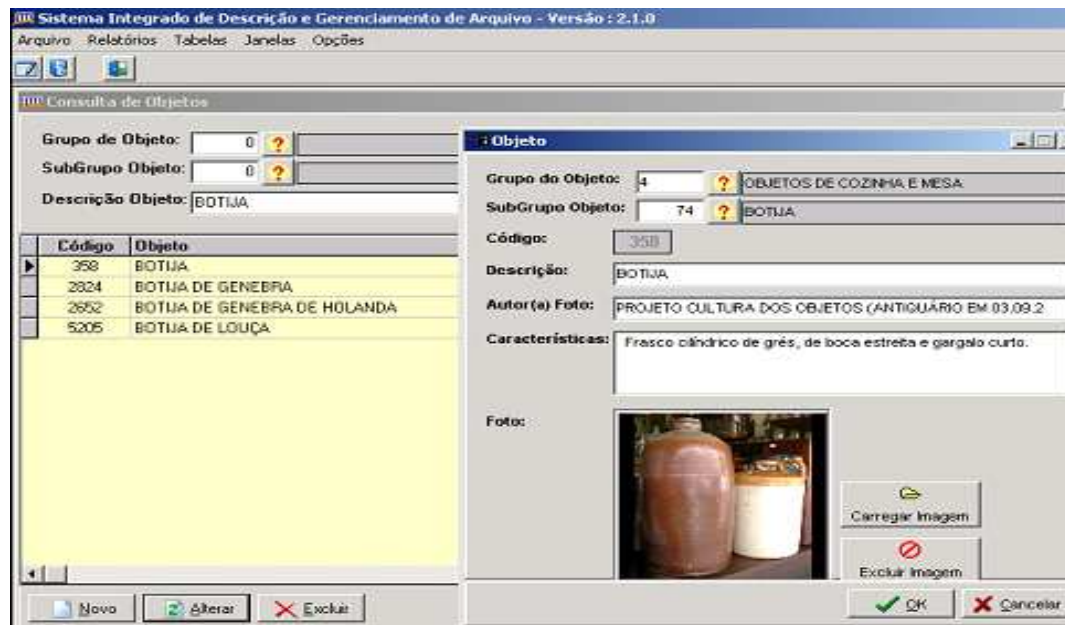 Sistema Integrado de Descrição e Gerenciamento de Arquivo - Versão : 2.1.0
Arquivo Relatórios Tabelas Janelas Opções
Consulta de Objetos
Grupo de Objeto: 0 ?
SubGrupo Objeto: 0 ?
Descrição Objeto: BOTIJA
Código Objeto
358 BOTIJA
2824 BOTIJA DE GENEBRA
2652 BOTIJA DE GENEBRA DE HOLANDA
5205 BOTIJA DE LOUÇA
Novo Alterar Excluir
Objeto
Grupo do Objeto: 4 ? OBJETOS DE COZINHA E MESA
SubGrupo Objeto: 74 ? BOTIJA
Código: 358
Descrição: BOTIJA
Autor(a) Foto: PROJETO CULTURA DOS OBJETOS (ANTIQUÁRIO EM 03.09.2
Características: Frasco cilíndrico de grés, de boca estreita e gargalo curto.
Foto:
Carregar Imagem
Excluir Imagem
OK Cancelar